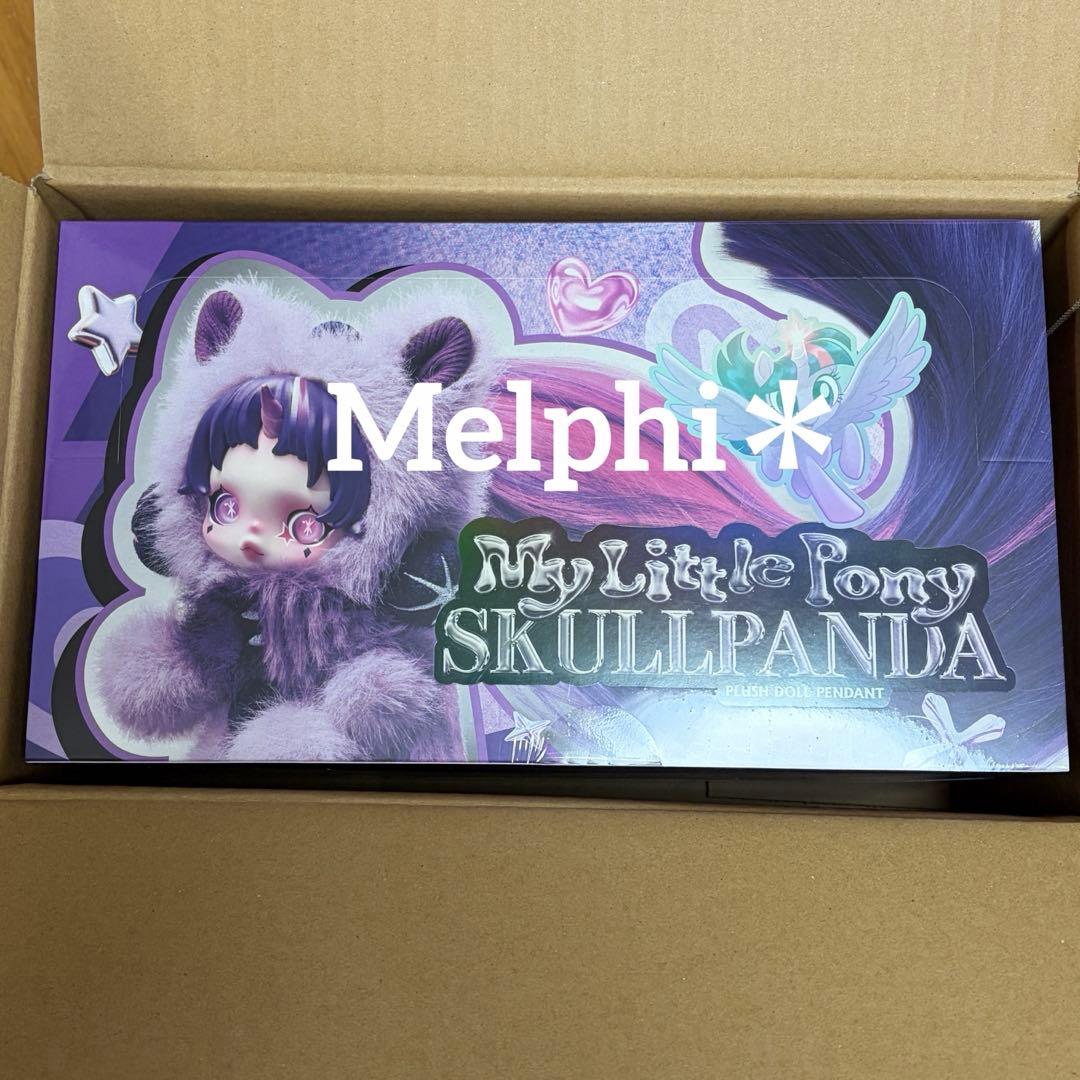 Melphi*
My Little Pony
SKULLPANDA
PLUSH DOLL PENDANT